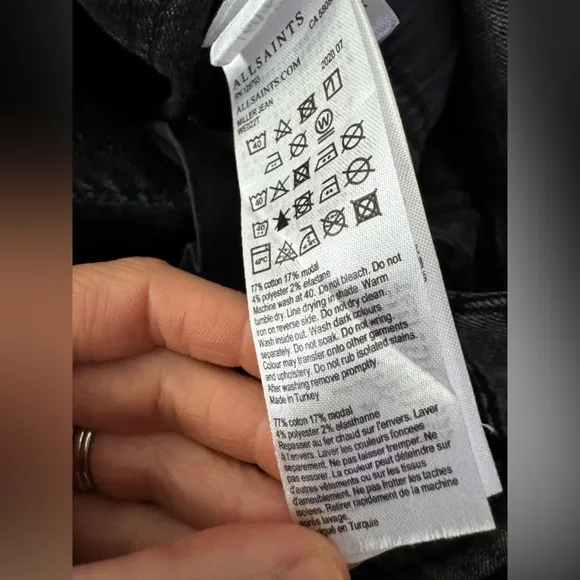 ALLSAINTS
ALLSAINTS.COM
MILLER JEAN
WE022T
2020 07
77% cotton 17% modal
4% polyester 2% elastane
Machine wash at 40. Do not bleach. Do not
tumble dry. Line drying in shade. Warm
iron on reverse side. Do not dry clean.
Wash inside out. Wash dark colours
separately. Do not soak. Do not wring.
Colour may transfer onto other garments
and upholstery. Do not rub isolated stains.
After washing remove promptly.
Made in Turkey
77% cotton 17% modal
4% polyester 2% elasthanne
Repasser au fer chaud sur l'envers. Laver
à l'envers. Laver les couleurs foncées
séparement. Ne pas laisser tremper. Ne
pas essorer. La couleur peut déteindre sur
d'autres vêtements ou sur les tissus
d'ameublement. Ne pas frotter les taches
isolées. Retirer rapidement de la machine
après lavage.
en Turquie